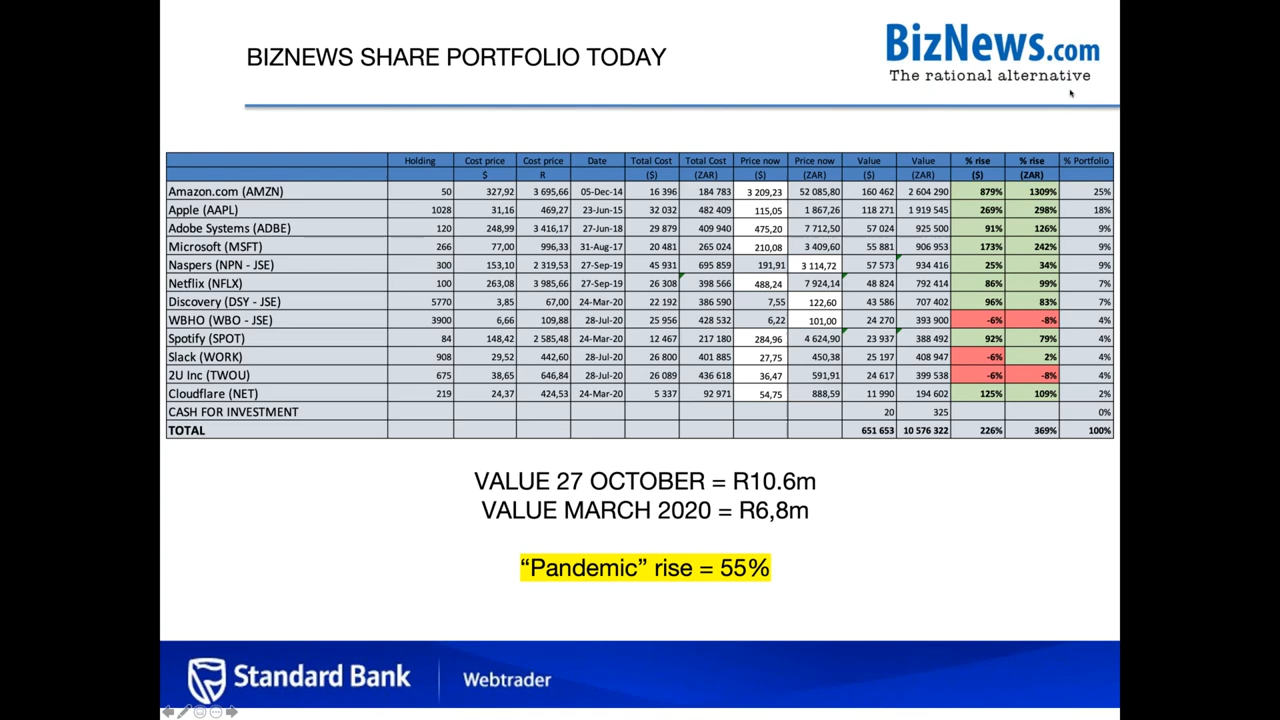 BIZNEWS SHARE PORTFOLIO TODAY
BizNews.com
The rational alternative
Holding Cost price Cost price Date Total Cost Total Cost Price now Price now Value Value % rise % rise % Portfolio
$ R ($) (ZAR) ($) (ZAR) ($) (ZAR) ($) (ZAR)
Amazon.com (AMZN) 50 327,92 3 695,66 05-Dec-14 16 396 184 783 3 209,23 52 085,80 160 462 2 604 290 879% 1309% 25%
Apple (AAPL) 1028 31,16 469,27 23-Jun-15 32 032 482 409 115,05 1 867,26 118 271 1 919 545 269% 298% 18%
Adobe Systems (ADBE) 120 248,99 3 416,17 27-Jun-18 29 879 409 940 475,20 7 712,50 57 024 925 500 91% 126% 9%
Microsoft (MSFT) 266 77,00 996,33 31-Aug-17 20 481 265 024 210,08 3 409,60 55 881 906 953 173% 242% 9%
Naspers (NPN - JSE) 300 153,10 2 319,53 27-Sep-19 45 931 695 859 191,91 3 114,72 57 573 934 416 25% 34% 9%
Netflix (NFLX) 100 263,08 3 985,66 27-Sep-19 26 308 398 566 488,24 7 924,14 48 824 792 414 86% 99% 7%
Discovery (DSY - JSE) 5770 3,85 67,00 24-Mar-20 22 192 386 590 7,55 122,60 43 586 707 402 96% 83% 7%
WBHO (WBO - JSE) 3900 6,66 109,88 28-Jul-20 25 956 428 532 6,22 101,00 24 270 393 900 -6% -8% 4%
Spotify (SPOT) 84 148,42 2 585,48 24-Mar-20 12 467 217 180 284,96 4 624,90 23 937 388 492 92% 79% 4%
Slack (WORK) 908 29,52 442,60 28-Jul-20 26 800 401 885 27,75 450,38 25 197 408 947 -6% 2% 4%
2U Inc (TWOU) 675 38,65 646,84 28-Jul-20 26 089 436 618 36,47 591,91 24 617 399 538 -6% -8% 4%
Cloudflare (NET) 219 24,37 424,53 24-Mar-20 5 337 92 971 54,75 888,59 11 990 194 602 125% 109% 2%
CASH FOR INVESTMENT 20 325 0%
TOTAL 651 653 10 576 322 226% 369% 100%
VALUE 27 OCTOBER = R10.6m
VALUE MARCH 2020 = R6,8m
“Pandemic” rise = 55%
Standard Bank Webtrader